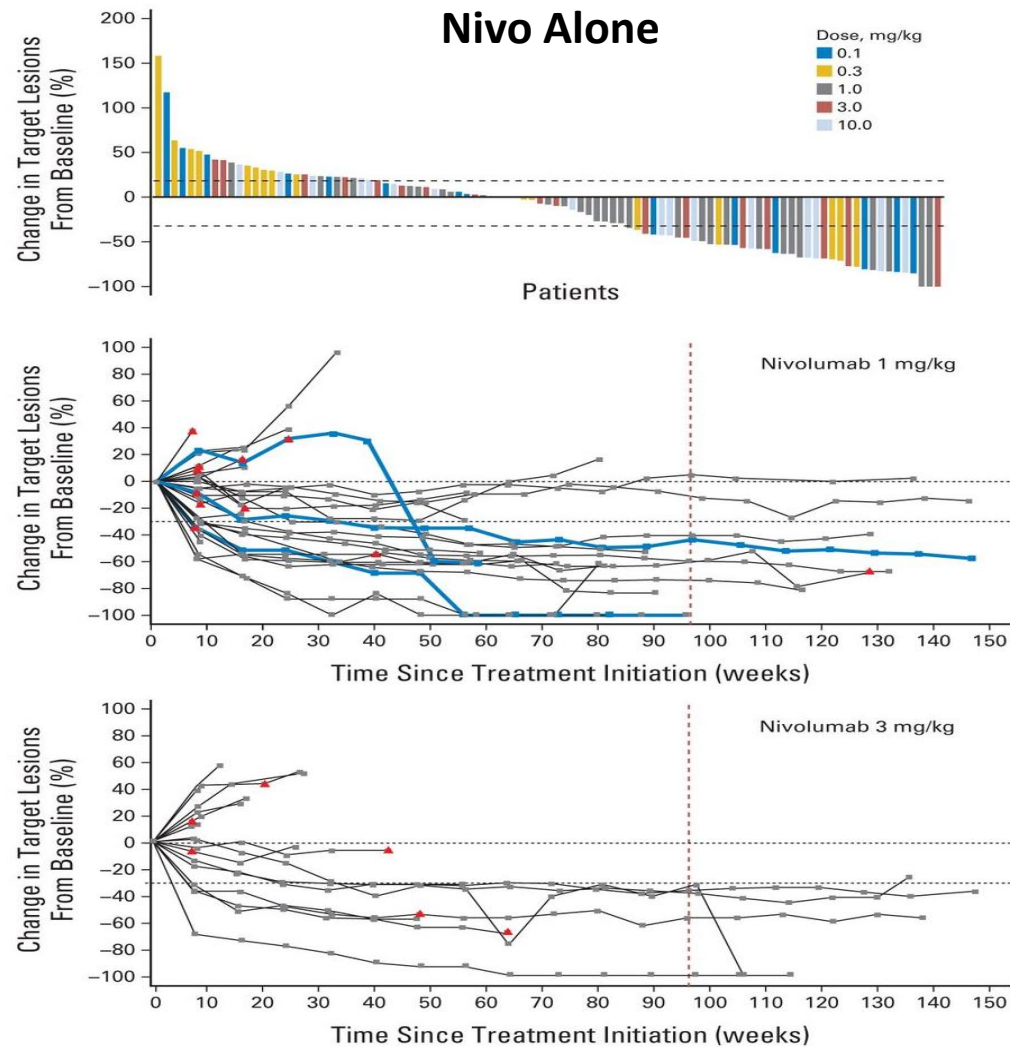 Nivo Alone
Change in Target Lesions
From Baseline (%)
200
150
100
50
0
−50
−100
Dose, mg/kg
0.1
0.3
1.0
3.0
10.0
Patients
Change in Target Lesions
From Baseline (%)
100
80
60
40
20
0
−20
−40
−60
−80
−100
Nivolumab 1 mg/kg
0 10 20 30 40 50 60 70 80 90 100 110 120 130 140 150
Time Since Treatment Initiation (weeks)
Change in Target Lesions
From Baseline (%)
100
80
60
40
20
0
−20
−40
−60
−80
−100
Nivolumab 3 mg/kg
0 10 20 30 40 50 60 70 80 90 100 110 120 130 140 150
Time Since Treatment Initiation (weeks)